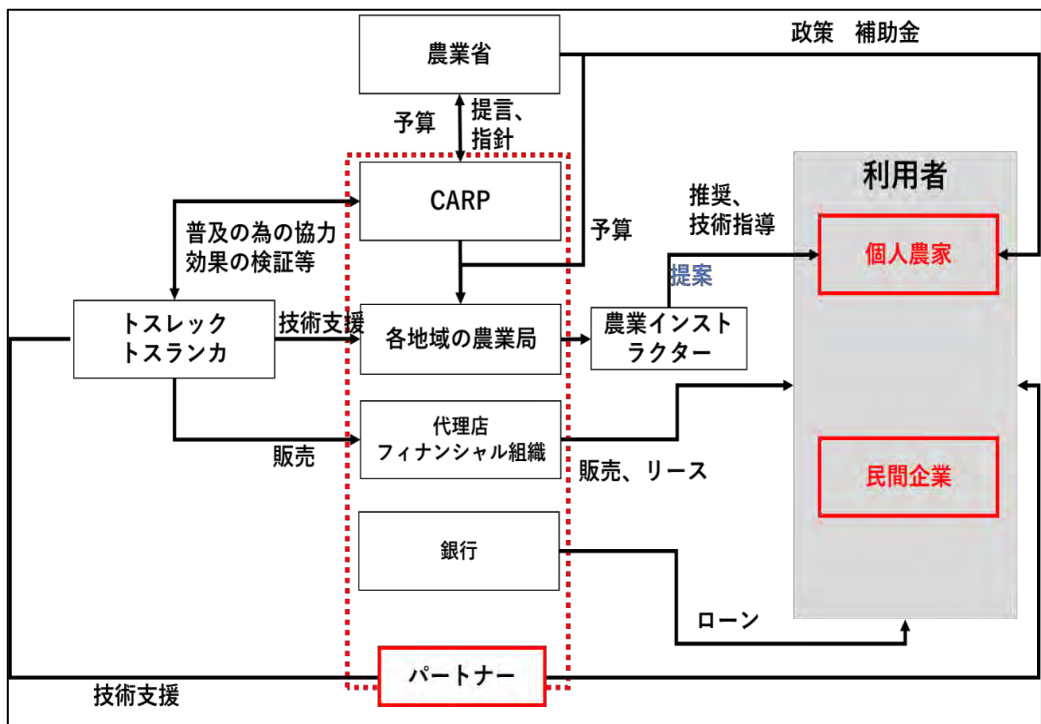 政策 補助金
農業省
予算
提言、
指針
CARP
利用者
推奨、
技術指導
予算
普及の為の協力
効果の検証等
個人農家
提案
トスレック
トスランカ
技術支援
各地域の農業局
農業インスト
ラクター
代理店
フィナンシャル組織
販売
販売、リース
民間企業
銀行
ローン
パートナー
技術支援